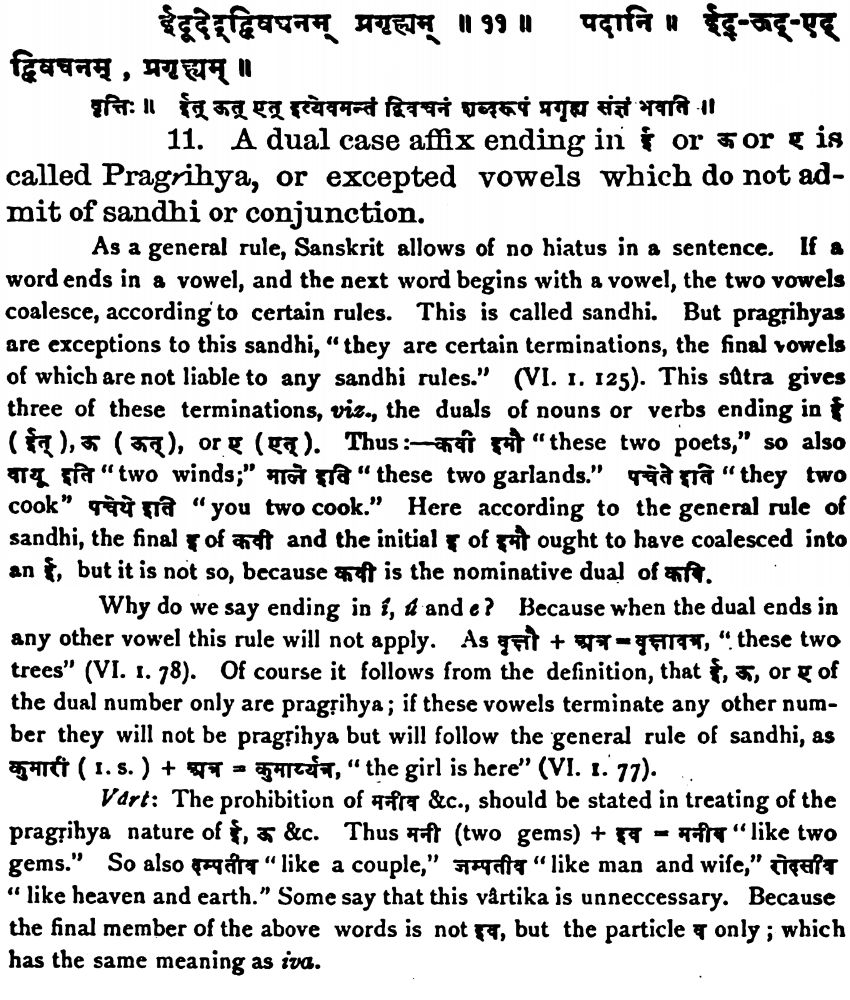 ईदूदेद्द्विवचनम् प्रगृह्यम् ॥ ११ ॥ पदानि ॥ ईद्-ऊद्-एद्
द्विवचनम् , प्रगृह्यम् ॥
वृत्तिः ॥ ईत् ऊत् एत् इत्येवमन्तं द्विवचनं शब्दरूपं प्रगृह्य संज्ञं भवति ॥
11. A dual case affix ending in ई or ऊ or ए is
called Pragrihya, or excepted vowels which do not ad-
mit of sandhi or conjunction.
As a general rule, Sanskrit allows of no hiatus in a sentence. If a
word ends in a vowel, and the next word begins with a vowel, the two vowels
coalesce, according to certain rules. This is called sandhi. But pragṛihyas
are exceptions to this sandhi, "they are certain terminations, the final vowels
of which are not liable to any sandhi rules." (VI. 1. 125). This sûtra gives
three of these terminations, viz., the duals of nouns or verbs ending in ई
( ईत् ), ऊ ( ऊत् ), or ए ( एत् ). Thus :—कवी इमौ "these two poets," so also
वायू इति "two winds;" माले इति "these two garlands." पचेते इति "they two
cook" पचेथे इति "you two cook." Here according to the general rule of
sandhi, the final इ of कवी and the initial इ of इमौ ought to have coalesced into
an ई, but it is not so, because कवी is the nominative dual of कवि.
Why do we say ending in î, û and e? Because when the dual ends in
any other vowel this rule will not apply. As वृक्षौ + अत्र=वृक्षावत्र, "these two
trees" (VI. 1. 78). Of course it follows from the definition, that ई, ऊ, or ए of
the dual number only are pragṛihya; if these vowels terminate any other num-
ber they will not be pragṛihya but will follow the general rule of sandhi, as
कुमारी ( 1. s. ) + अत्र = कुमार्य्यत्र, "the girl is here" (VI. 1. 77).
Vârt: The prohibition of मनीव &c., should be stated in treating of the
pragṛihya nature of ई, ऊ &c. Thus मनी (two gems) + इव = मनीव "like two
gems." So also दम्पतीव "like a couple," जम्पतीव "like man and wife," रोदसीव
"like heaven and earth." Some say that this vârtika is unneccessary. Because
the final member of the above words is not इव, but the particle व only; which
has the same meaning as iva.